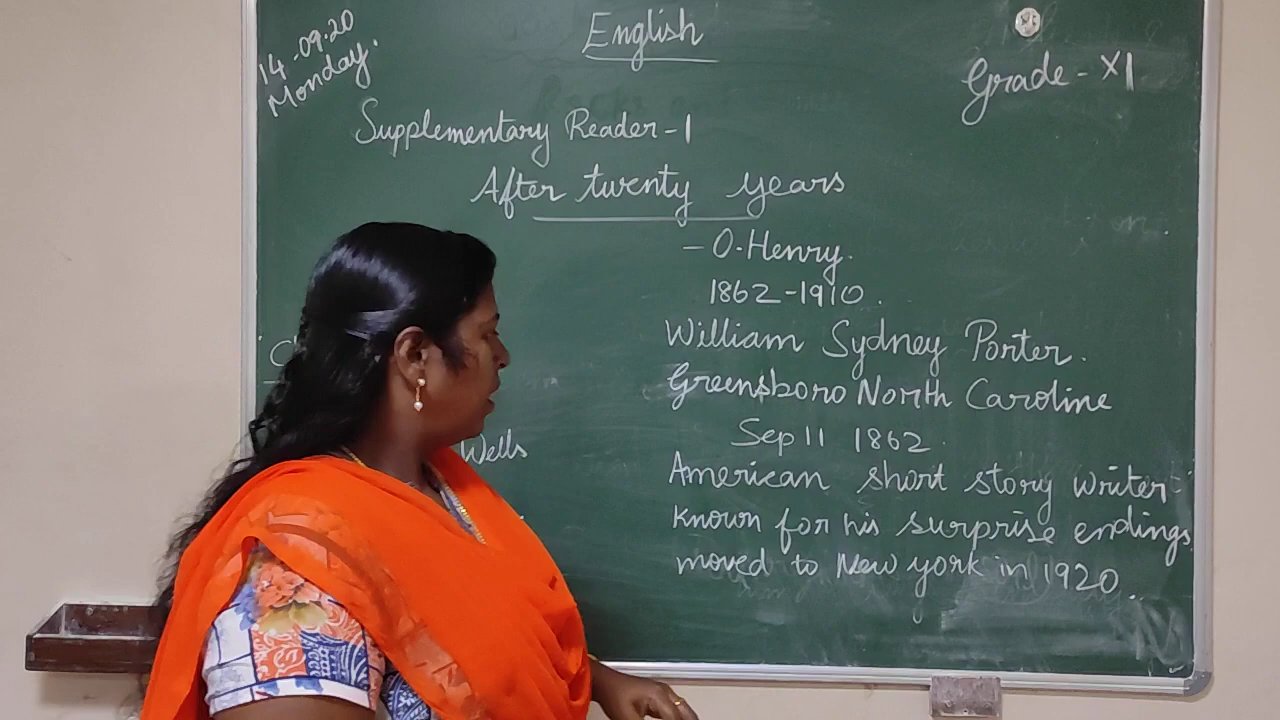 14-09-20
Monday.
English
Grade - XI
Supplementary Reader - 1
After twenty years
- O. Henry.
1862-1910.
William Sydney Porter.
Greensboro North Caroline
Sep 11 1862.
Wells
American short story writer
known for his surprise endings
moved to New york in 1920..